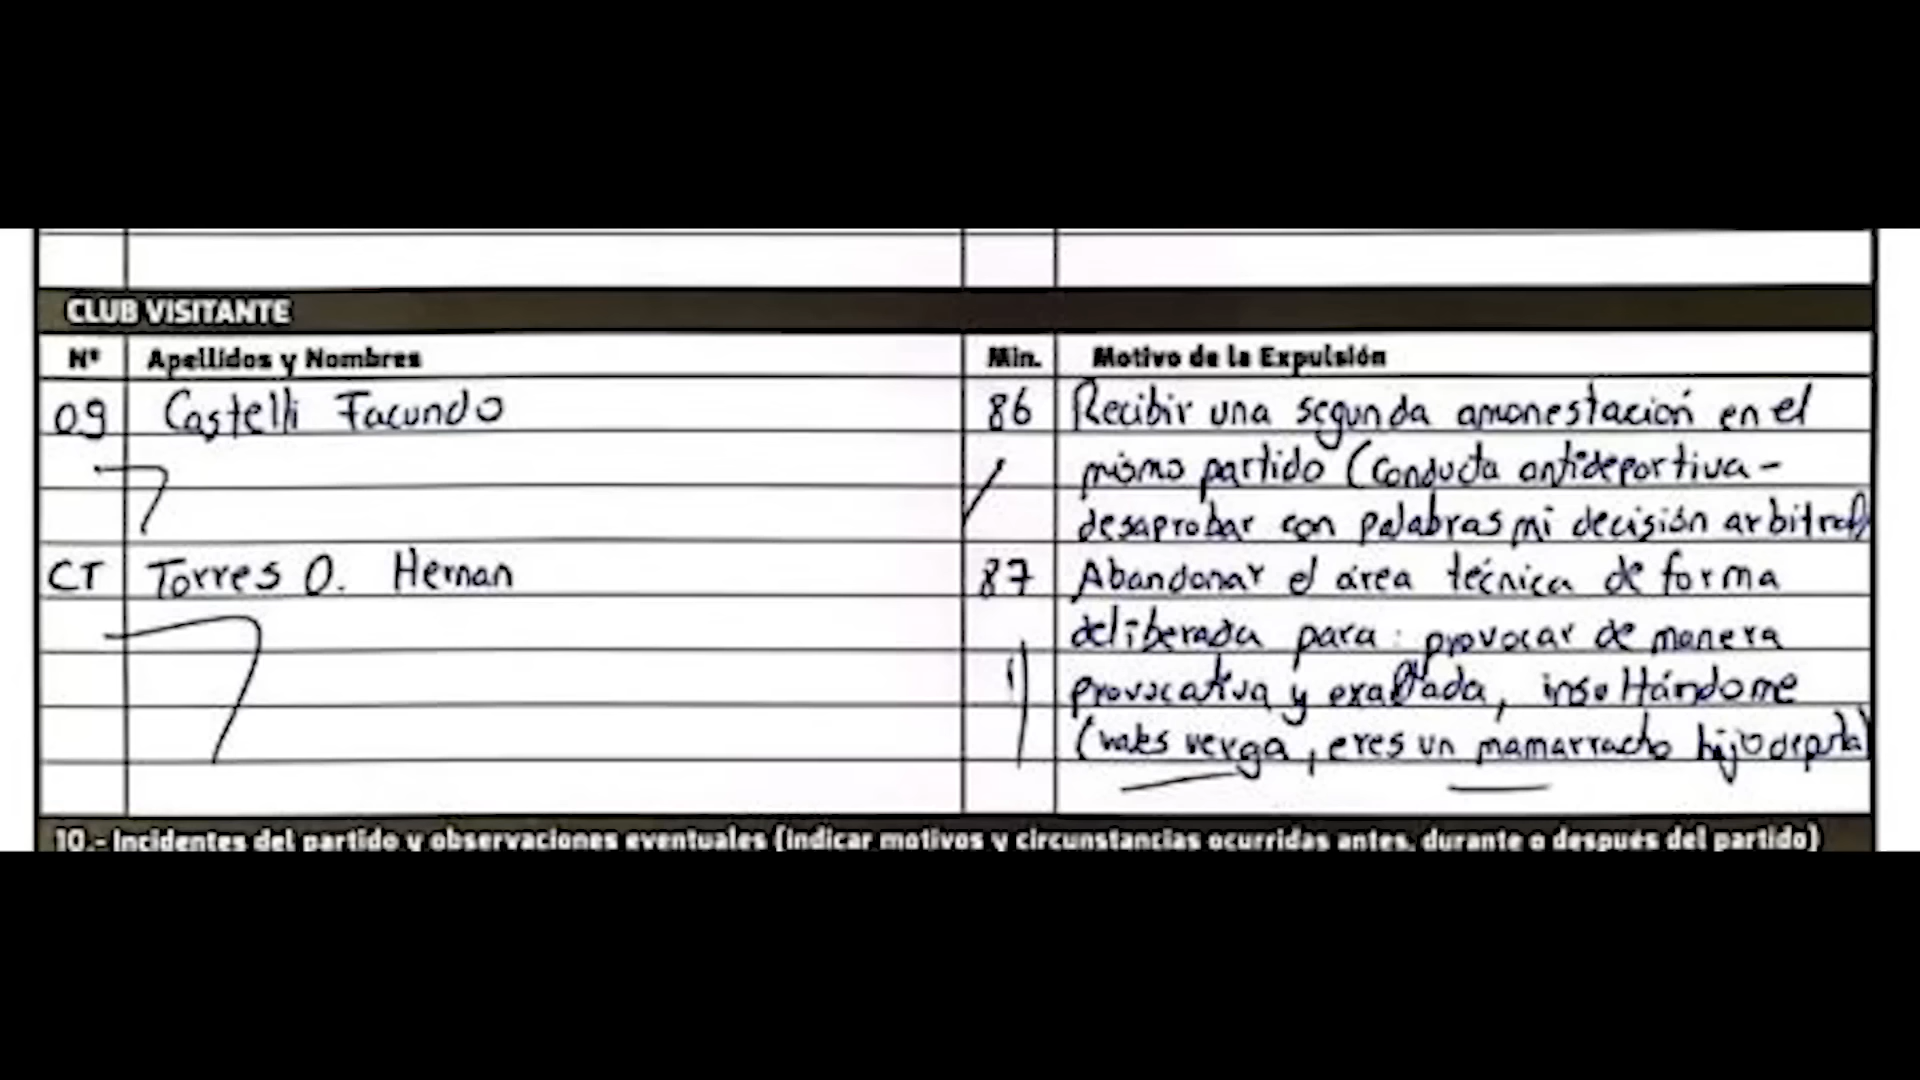 CLUB VISITANTE
Nº Apellidos y Nombres Min. Motivo de la Expulsión
09 Castelli Facundo 86 Recibir una segunda amonestación en el
mismo partido (Conducta antideportiva -
desaprobar con palabras mi decisión arbitral)
CT Torres O. Hernan 87 Abandonar el área técnica de forma
deliberada para: provocar de manera
provocativa y exaltada, insultándome
(vales verga, eres un mamarracho hijodeputa)
10.- Incidentes del partido y observaciones eventuales (indicar motivos y circunstancias ocurridas antes, durante o después del partido)